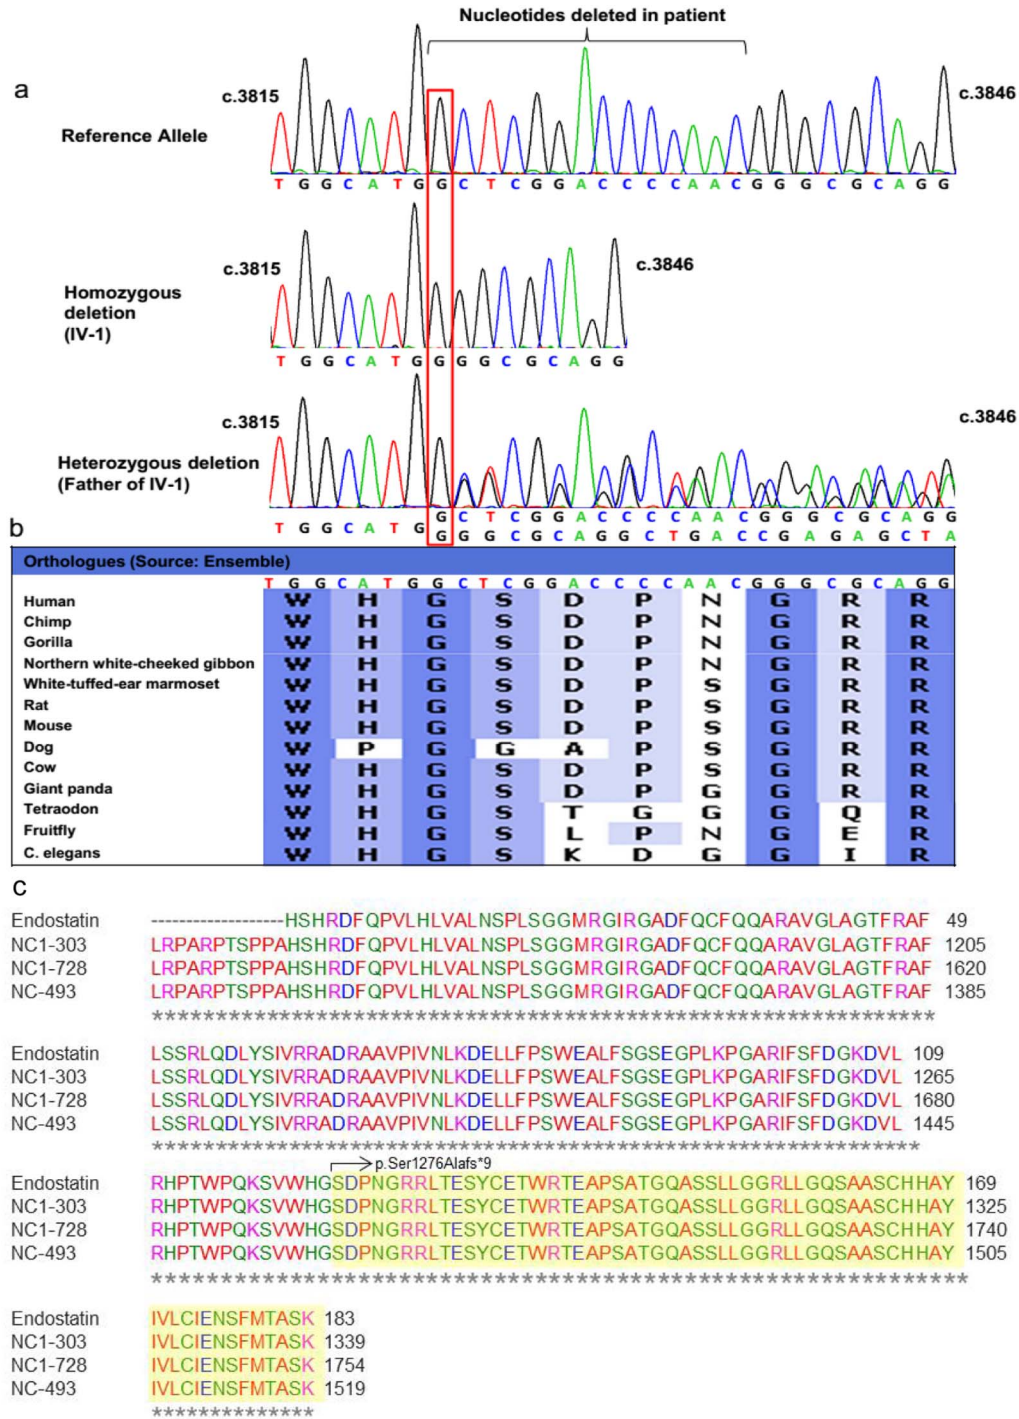 Nucleotides deleted in patient
a
c.3815
c.3846
Reference Allele
T G G C A T G G C T C G G A C C C C A A C G G G C G C A G G
c.3815
c.3846
Homozygous
deletion
(IV-1)
T G G C A T G G G G C G C A G G
c.3815
c.3846
Heterozygous deletion
(Father of IV-1)
T G G C A T G
G C T C G G A C C C C A A C G G G C G C A G G
G G G C G C A G G C T G A C C G A G A G C T A
b
Orthologues (Source: Ensemble)
T G G C A T G G C T C G G A C C C C A A C G G G C G C A G G
Human W H G S D P N G R R
Chimp W H G S D P N G R R
Gorilla W H G S D P N G R R
Northern white-cheeked gibbon W H G S D P N G R R
White-tuffed-ear marmoset W H G S D P S G R R
Rat W H G S D P S G R R
Mouse W H G S D P S G R R
Dog W P G G A P S G R R
Cow W H G S D P S G R R
Giant panda W H G S D P G G R R
Tetraodon W H G S T G G G Q R
Fruitfly W H G S L P N G E R
C. elegans W H G S K D G G I R
c
Endostatin ------------------HSHRDFQPVLHLVALNSPLSGGMRGIRGADFQCFQQARAVGLAGTFRAF 49
NC1-303 LRPARPTSPPAHSHRDFQPVLHLVALNSPLSGGMRGIRGADFQCFQQARAVGLAGTFRAF 1205
NC1-728 LRPARPTSPPAHSHRDFQPVLHLVALNSPLSGGMRGIRGADFQCFQQARAVGLAGTFRAF 1620
NC-493 LRPARPTSPPAHSHRDFQPVLHLVALNSPLSGGMRGIRGADFQCFQQARAVGLAGTFRAF 1385
************************************************************
Endostatin LSSRLQDLYSIVRRADRAAVPIVNLKDELLFPSWEALFSGSEGPLKPGARIFSFDGKDVL 109
NC1-303 LSSRLQDLYSIVRRADRAAVPIVNLKDELLFPSWEALFSGSEGPLKPGARIFSFDGKDVL 1265
NC1-728 LSSRLQDLYSIVRRADRAAVPIVNLKDELLFPSWEALFSGSEGPLKPGARIFSFDGKDVL 1680
NC-493 LSSRLQDLYSIVRRADRAAVPIVNLKDELLFPSWEALFSGSEGPLKPGARIFSFDGKDVL 1445
************************************************************
p.Ser1276Alafs*9
Endostatin RHPTWPQKSVWHGSDPNGRRLTESYCETWRTEAPSATGQASSLLGGRLLGQSAASCHHAY 169
NC1-303 RHPTWPQKSVWHGSDPNGRRLTESYCETWRTEAPSATGQASSLLGGRLLGQSAASCHHAY 1325
NC1-728 RHPTWPQKSVWHGSDPNGRRLTESYCETWRTEAPSATGQASSLLGGRLLGQSAASCHHAY 1740
NC-493 RHPTWPQKSVWHGSDPNGRRLTESYCETWRTEAPSATGQASSLLGGRLLGQSAASCHHAY 1505
************************************************************
Endostatin IVLCIENSFMTASK 183
NC1-303 IVLCIENSFMTASK 1339
NC1-728 IVLCIENSFMTASK 1754
NC-493 IVLCIENSFMTASK 1519
**************